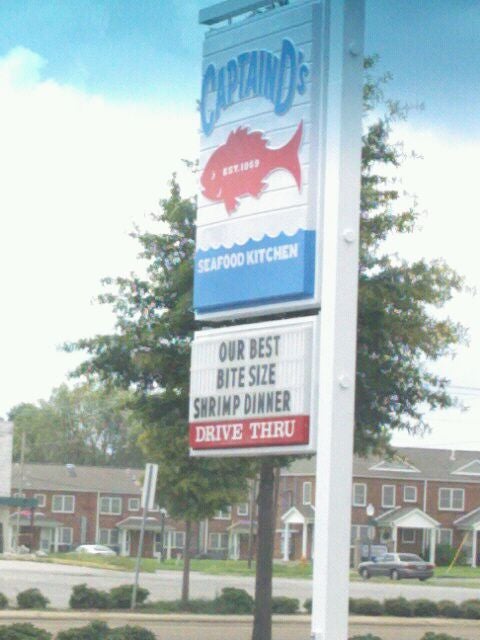 CAPTAIN D's
EST. 1969
SEAFOOD KITCHEN
OUR BEST
BITE SIZE
SHRIMP DINNER
DRIVE THRU